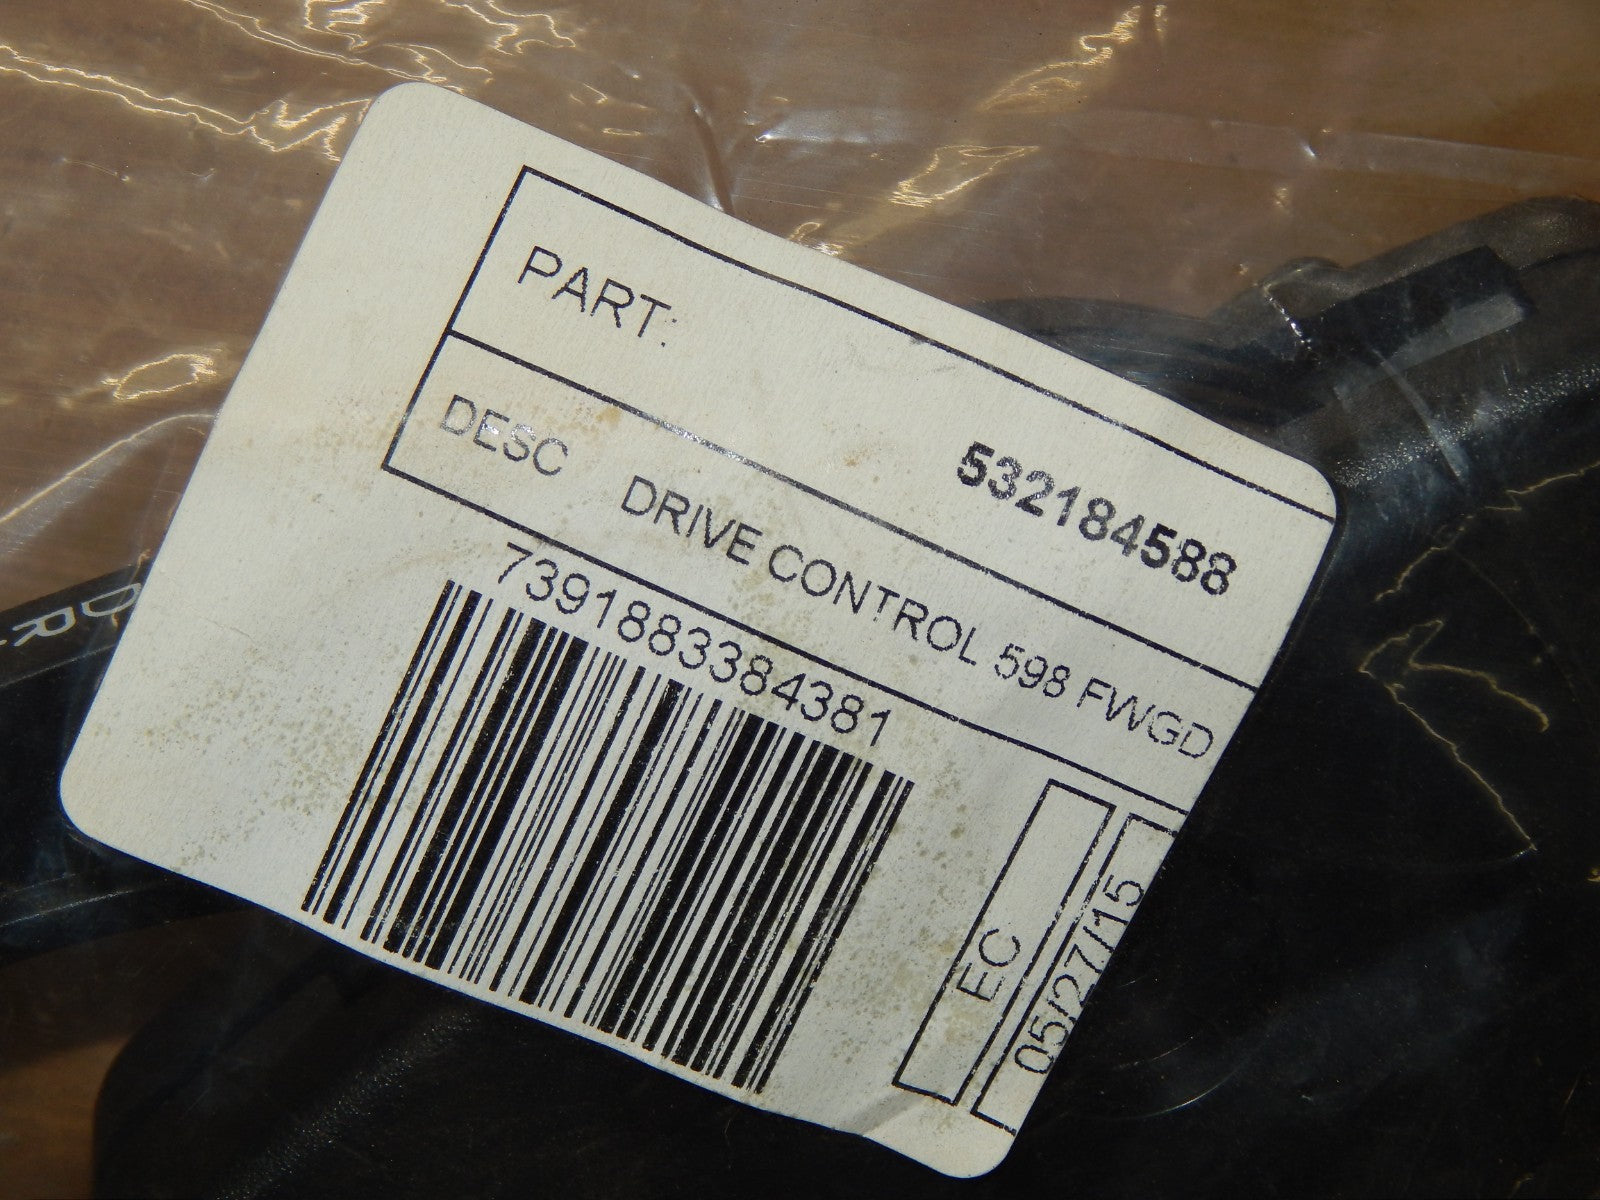 PART:
532184588
DESC DRIVE CONTROL 598 FWGD
7391883384381
EC
05/27/15